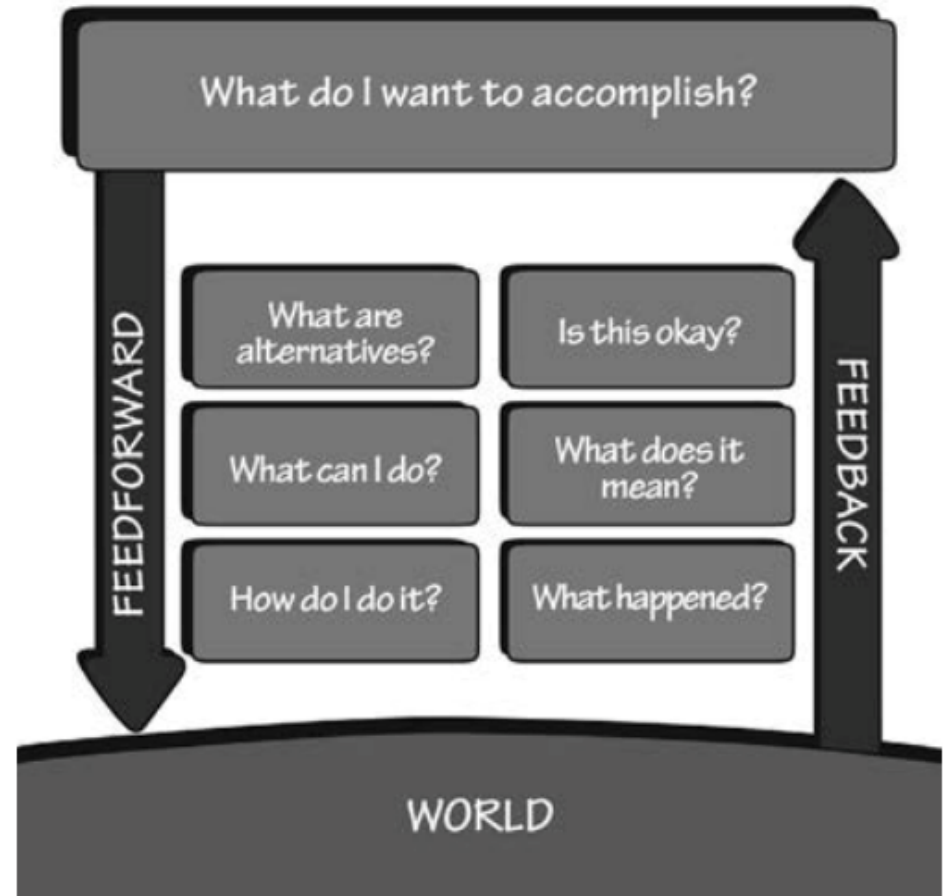 What do I want to accomplish?
FEEDFORWARD
What are
alternatives?
What can I do?
How do I do it?
Is this okay?
What does it
mean?
What happened?
FEEDBACK
WORLD